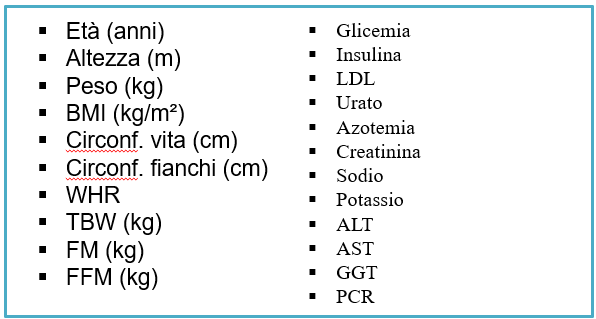 ▪ Età (anni)
▪ Altezza (m)
▪ Peso (kg)
▪ BMI (kg/m²)
▪ Circonf. vita (cm)
▪ Circonf. fianchi (cm)
▪ WHR
▪ TBW (kg)
▪ FM (kg)
▪ FFM (kg)
▪ Glicemia
▪ Insulina
▪ LDL
▪ Urato
▪ Azotemia
▪ Creatinina
▪ Sodio
▪ Potassio
▪ ALT
▪ AST
▪ GGT
▪ PCR